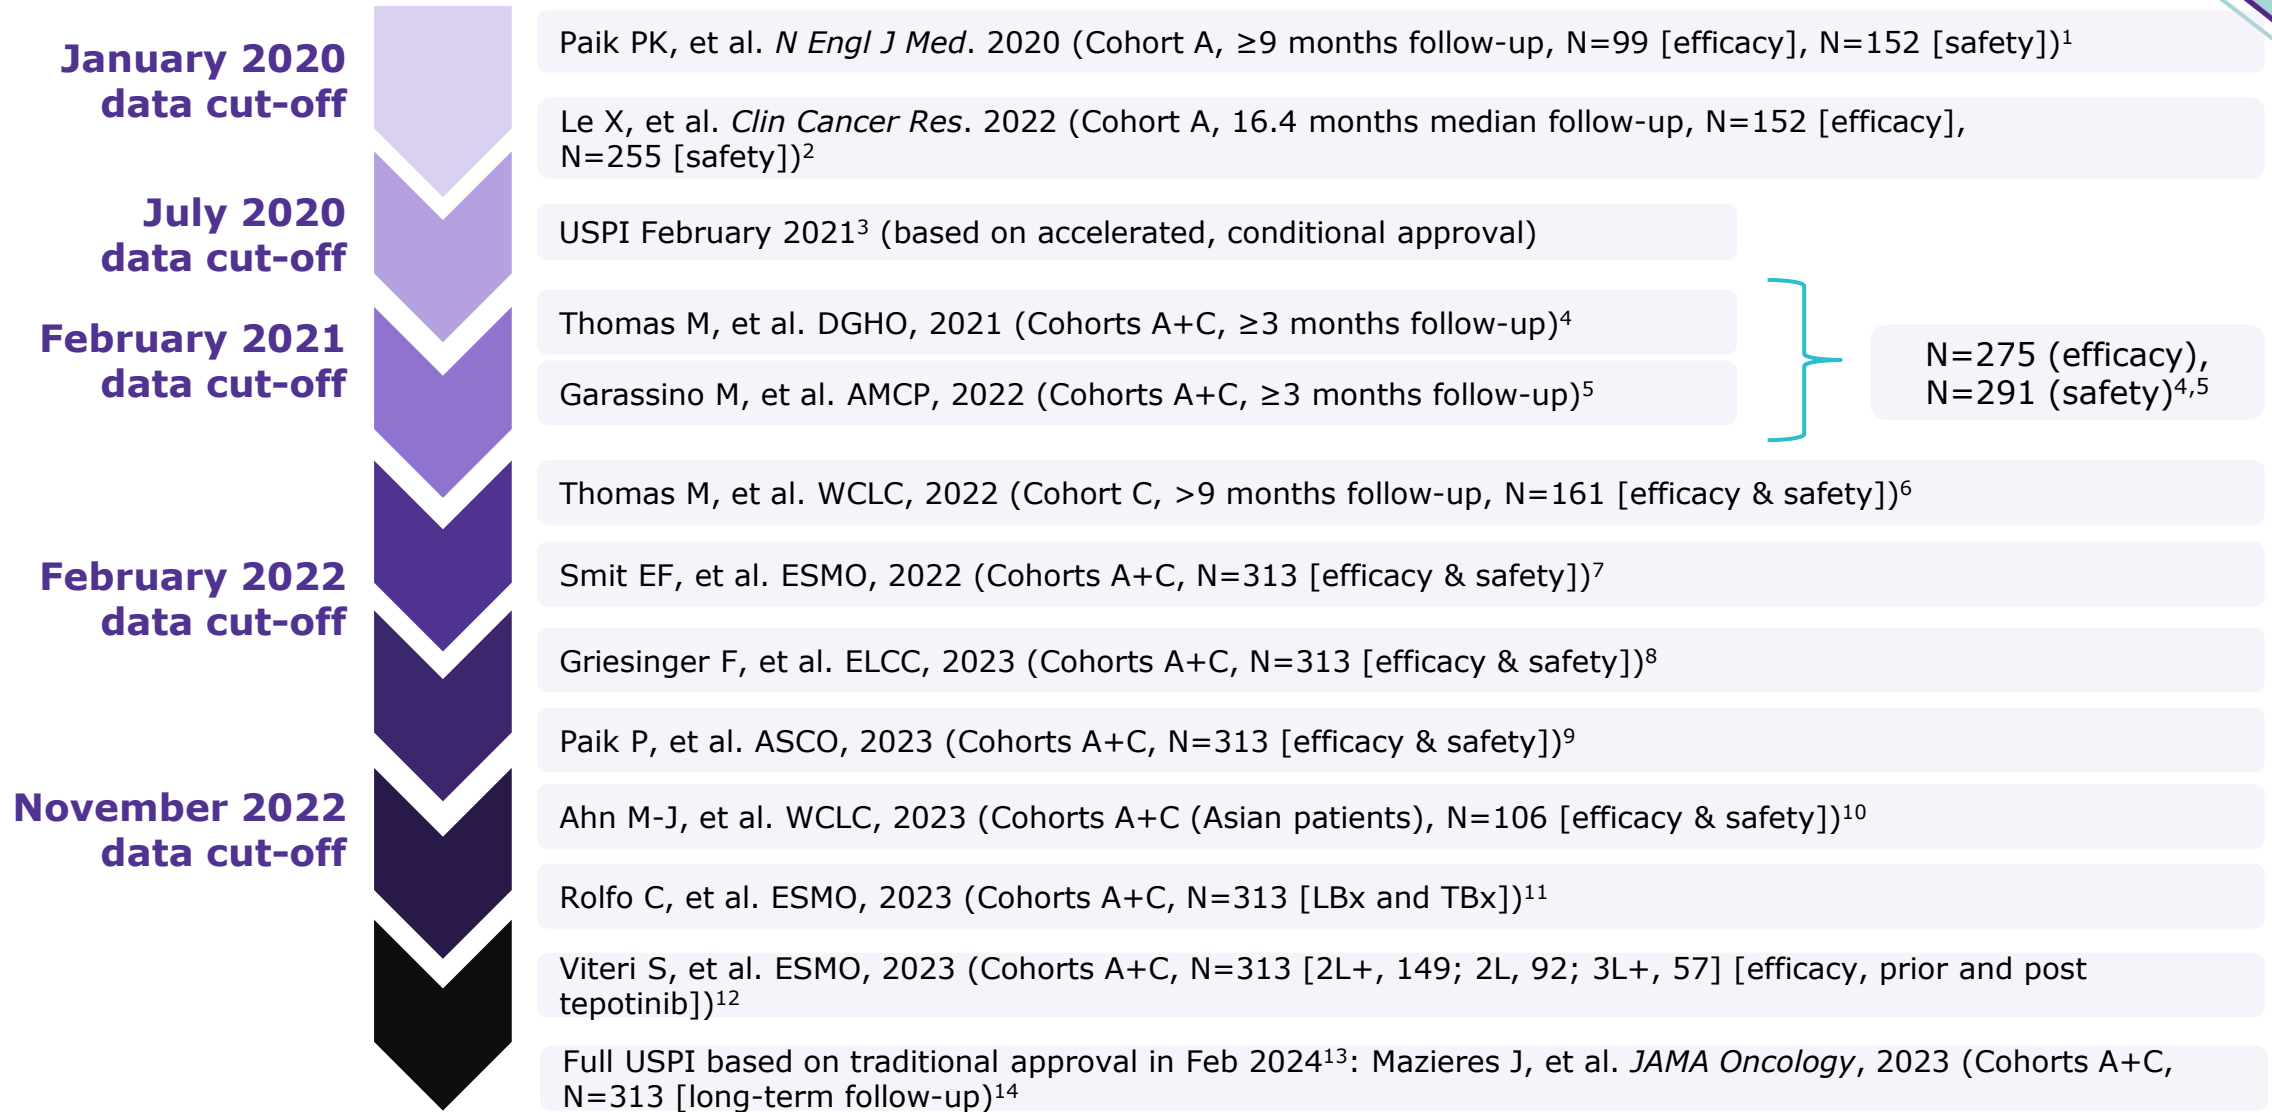 January 2020
data cut-off
Paik PK, et al. N Engl J Med. 2020 (Cohort A, ≥9 months follow-up, N=99 [efficacy], N=152 [safety])¹
Le X, et al. Clin Cancer Res. 2022 (Cohort A, 16.4 months median follow-up, N=152 [efficacy],
N=255 [safety])²
July 2020
data cut-off
USPI February 2021³ (based on accelerated, conditional approval)
February 2021
data cut-off
Thomas M, et al. DGHO, 2021 (Cohorts A+C, ≥3 months follow-up)⁴
Garassino M, et al. AMCP, 2022 (Cohorts A+C, ≥3 months follow-up)⁵
N=275 (efficacy),
N=291 (safety)⁴,⁵
February 2022
data cut-off
Thomas M, et al. WCLC, 2022 (Cohort C, >9 months follow-up, N=161 [efficacy & safety])⁶
Smit EF, et al. ESMO, 2022 (Cohorts A+C, N=313 [efficacy & safety])⁷
Griesinger F, et al. ELCC, 2023 (Cohorts A+C, N=313 [efficacy & safety])⁸
November 2022
data cut-off
Paik P, et al. ASCO, 2023 (Cohorts A+C, N=313 [efficacy & safety])⁹
Ahn M-J, et al. WCLC, 2023 (Cohorts A+C (Asian patients), N=106 [efficacy & safety])¹⁰
Rolfo C, et al. ESMO, 2023 (Cohorts A+C, N=313 [LBx and TBx])¹¹
Viteri S, et al. ESMO, 2023 (Cohorts A+C, N=313 [2L+, 149; 2L, 92; 3L+, 57] [efficacy, prior and post
tepotinib])¹²
Full USPI based on traditional approval in Feb 2024¹³: Mazieres J, et al. JAMA Oncology, 2023 (Cohorts A+C,
N=313 [long-term follow-up)¹⁴